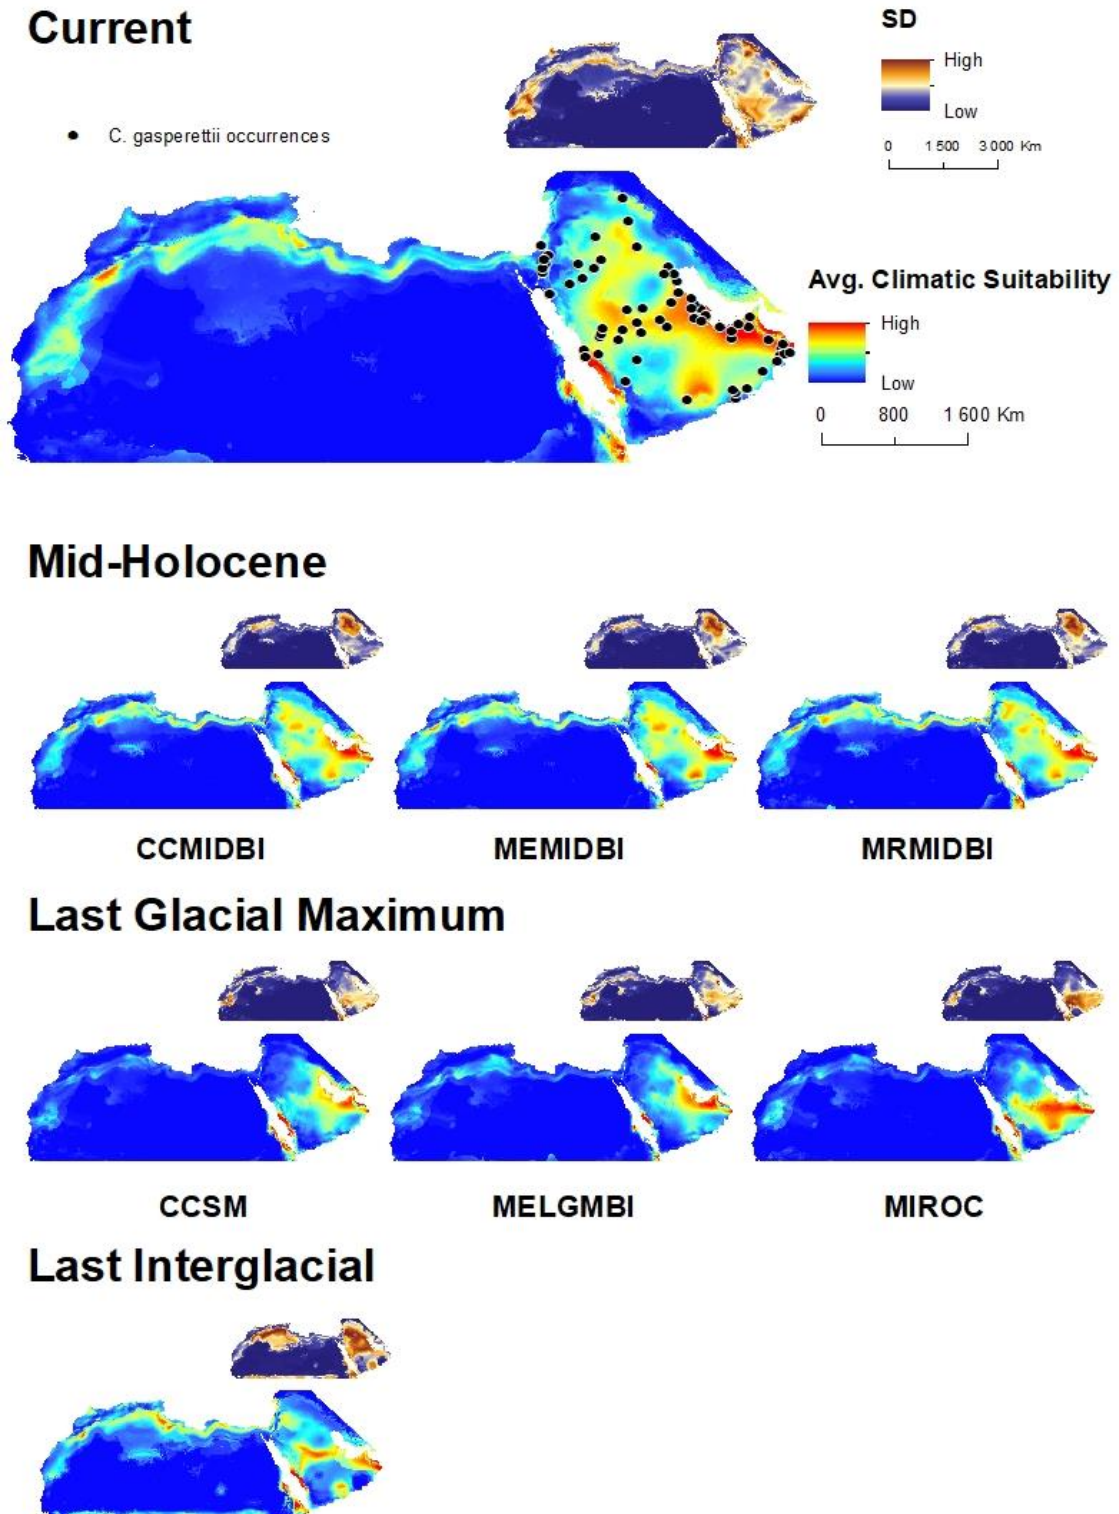 Current
SD
High
Low
0 1 500 3 000 Km
C. gasperettii occurrences
Avg. Climatic Suitability
High
Low
0 800 1 600 Km
Mid-Holocene
CCMIDBI MEMIDBI MRMIDBI
Last Glacial Maximum
CCSM MELGMBI MIROC
Last Interglacial